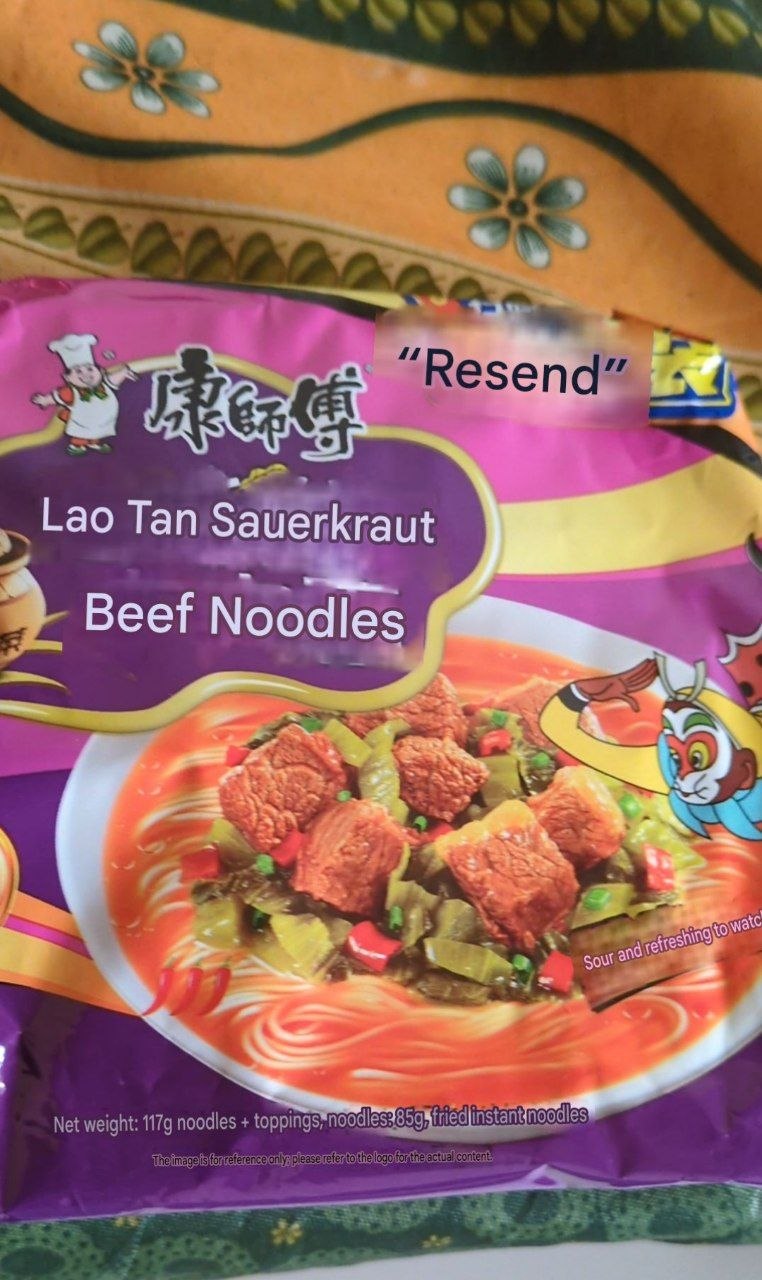 “Resend”
康師傅
Lao Tan Sauerkraut
Beef Noodles
Sour and refreshing to watch
Net weight: 117g noodles + toppings, noodles: 85g, fried instant noodles
The image is for reference only; please refer to the logo for the actual content.